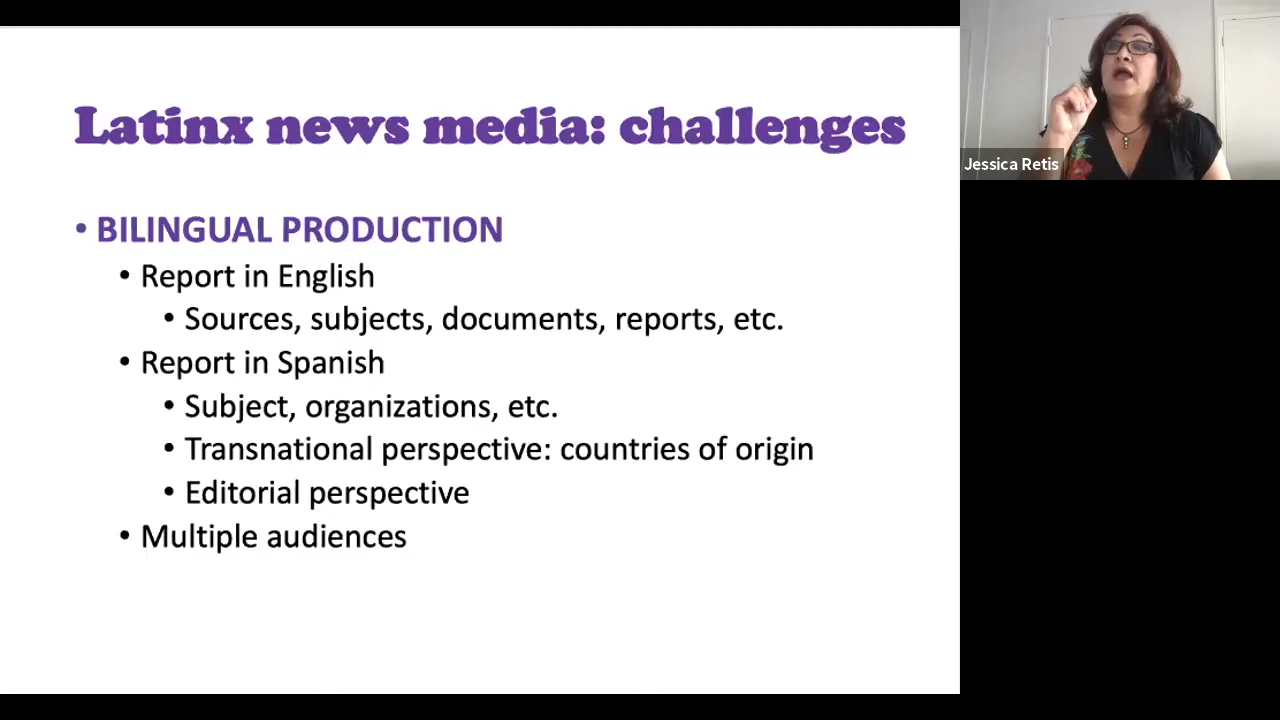 Latinx news media: challenges
• BILINGUAL PRODUCTION
• Report in English
• Sources, subjects, documents, reports, etc.
• Report in Spanish
• Subject, organizations, etc.
• Transnational perspective: countries of origin
• Editorial perspective
• Multiple audiences
Jessica Retis